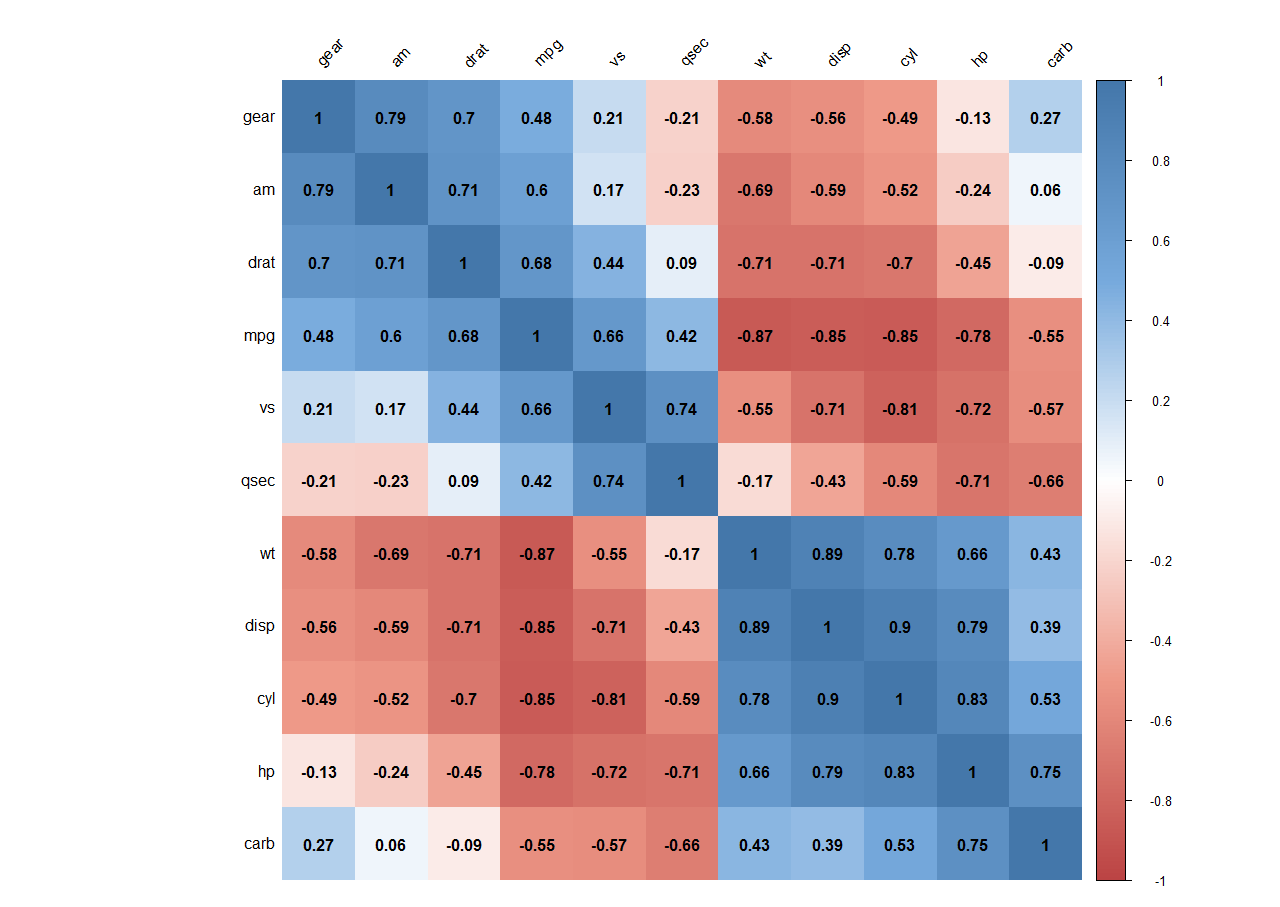 gear am drat mpg vs qsec wt disp cyl hp carb
gear 1 0.79 0.7 0.48 0.21 -0.21 -0.58 -0.56 -0.49 -0.13 0.27
am 0.79 1 0.71 0.6 0.17 -0.23 -0.69 -0.59 -0.52 -0.24 0.06
drat 0.7 0.71 1 0.68 0.44 0.09 -0.71 -0.71 -0.7 -0.45 -0.09
mpg 0.48 0.6 0.68 1 0.66 0.42 -0.87 -0.85 -0.85 -0.78 -0.55
vs 0.21 0.17 0.44 0.66 1 0.74 -0.55 -0.71 -0.81 -0.72 -0.57
qsec -0.21 -0.23 0.09 0.42 0.74 1 -0.17 -0.43 -0.59 -0.71 -0.66
wt -0.58 -0.69 -0.71 -0.87 -0.55 -0.17 1 0.89 0.78 0.66 0.43
disp -0.56 -0.59 -0.71 -0.85 -0.71 -0.43 0.89 1 0.9 0.79 0.39
cyl -0.49 -0.52 -0.7 -0.85 -0.81 -0.59 0.78 0.9 1 0.83 0.53
hp -0.13 -0.24 -0.45 -0.78 -0.72 -0.71 0.66 0.79 0.83 1 0.75
carb 0.27 0.06 -0.09 -0.55 -0.57 -0.66 0.43 0.39 0.53 0.75 1
1
0.8
0.6
0.4
0.2
0
-0.2
-0.4
-0.6
-0.8
-1